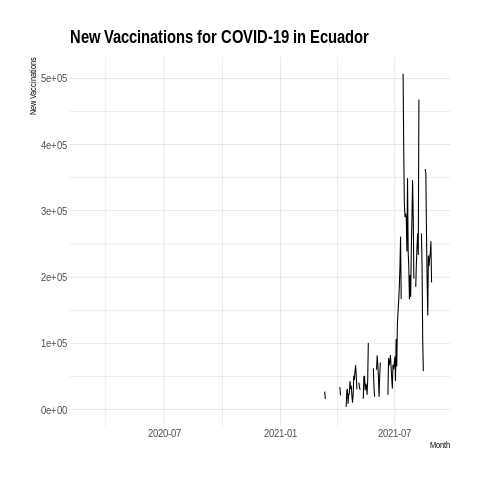 New Vaccinations for COVID-19 in Ecuador
New Vaccinations
5e+05
4e+05
3e+05
2e+05
1e+05
0e+00
2020-07 2021-01 2021-07
Month